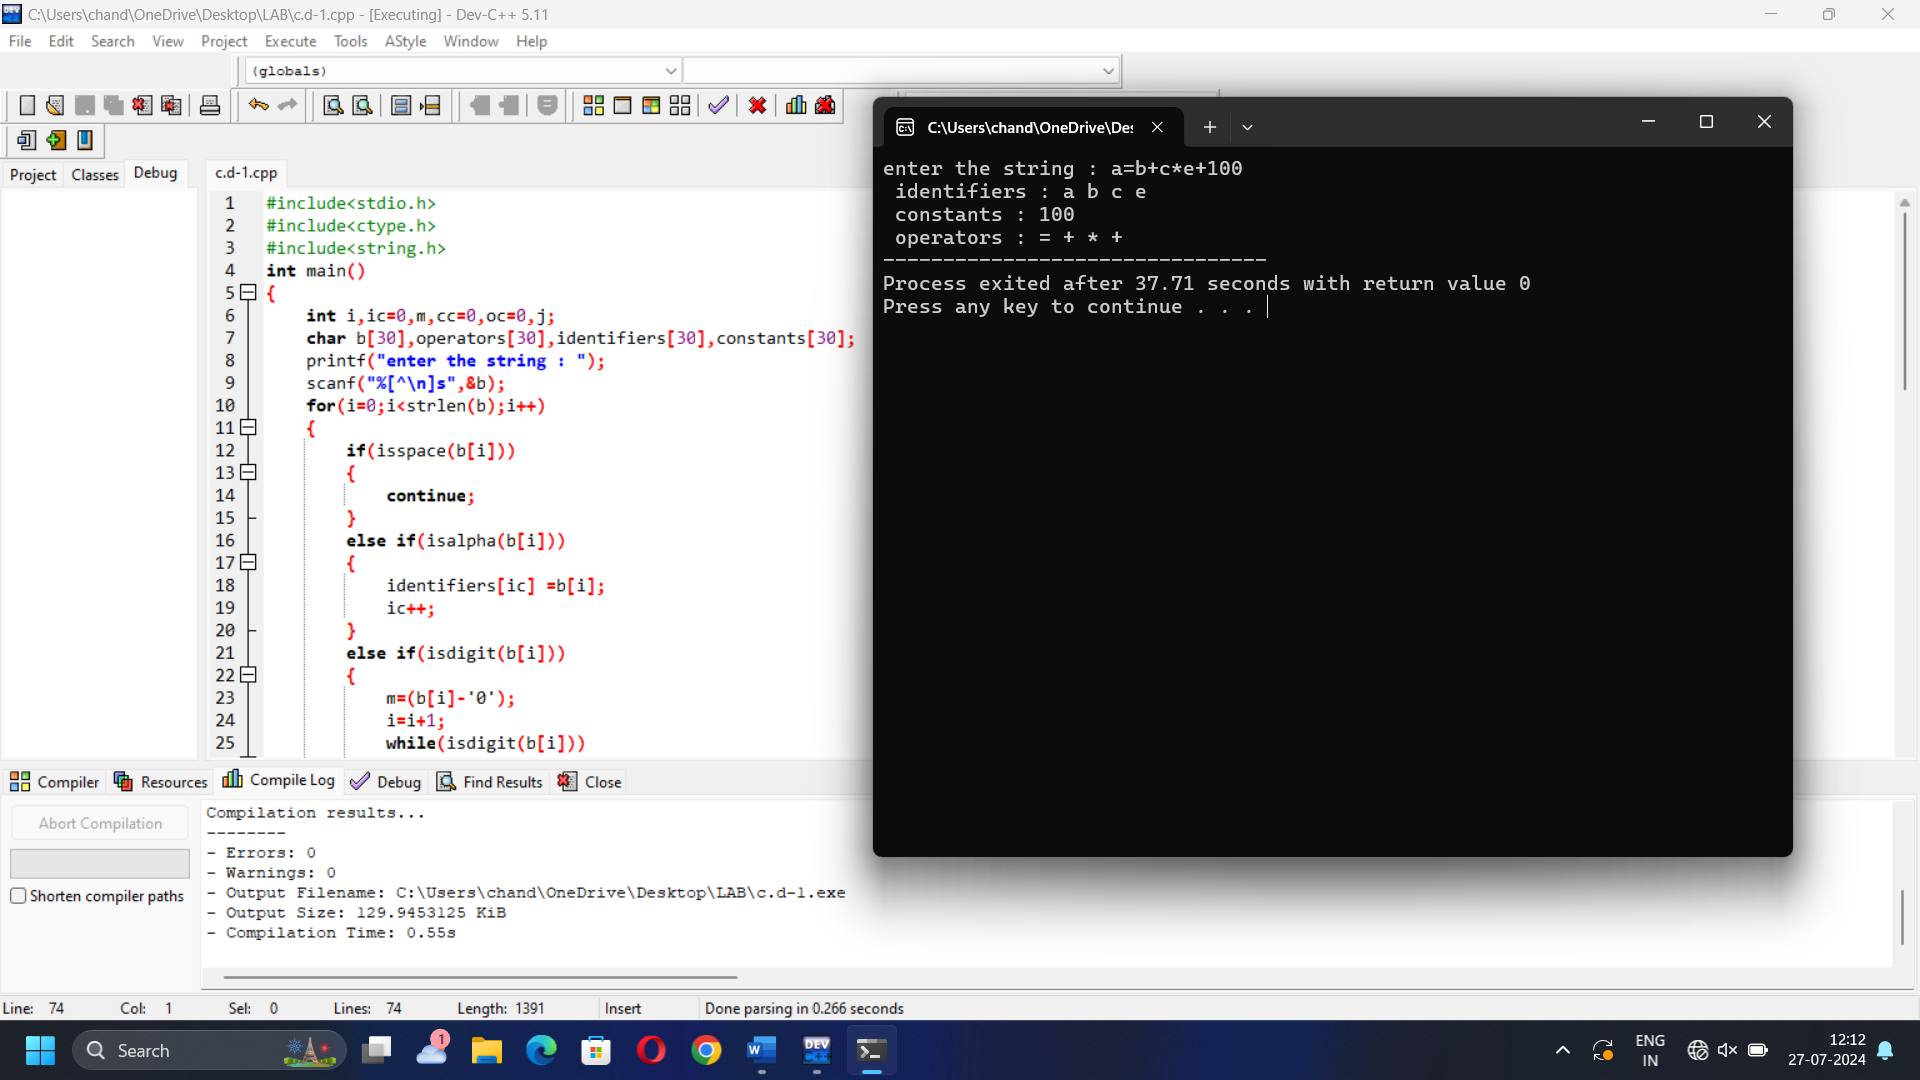 C:\Users\chand\OneDrive\Desktop\LAB\c.d-1.cpp - [Executing] - Dev-C++ 5.11
File Edit Search View Project Execute Tools AStyle Window Help
(globals)
Project Classes Debug
c.d-1.cpp
1 #include<stdio.h>
2 #include<ctype.h>
3 #include<string.h>
4 int main()
5 {
6 int i,ic=0,m,cc=0,oc=0,j;
7 char b[30],operators[30],identifiers[30],constants[30];
8 printf("enter the string : ");
9 scanf("%[^\n]s",&b);
10 for(i=0;i<strlen(b);i++)
11 {
12 if(isspace(b[i]))
13 {
14 continue;
15 }
16 else if(isalpha(b[i]))
17 {
18 identifiers[ic] =b[i];
19 ic++;
20 }
21 else if(isdigit(b[i]))
22 {
23 m=(b[i]-'0');
24 i=i+1;
25 while(isdigit(b[i]))
C:\Users\chand\OneDrive\Des
enter the string : a=b+c*e+100
identifiers : a b c e
constants : 100
operators : = + * +
--------------------------------
Process exited after 37.71 seconds with return value 0
Press any key to continue . . .
Compiler Resources Compile Log Debug Find Results Close
Abort Compilation
Shorten compiler paths
Compilation results...
--------
- Errors: 0
- Warnings: 0
- Output Filename: C:\Users\chand\OneDrive\Desktop\LAB\c.d-1.exe
- Output Size: 129.9453125 KiB
- Compilation Time: 0.55s
Line: 74 Col: 1 Sel: 0 Lines: 74 Length: 1391 Insert Done parsing in 0.266 seconds
Search
1
W
DEV C++
ENG
IN
12:12
27-07-2024